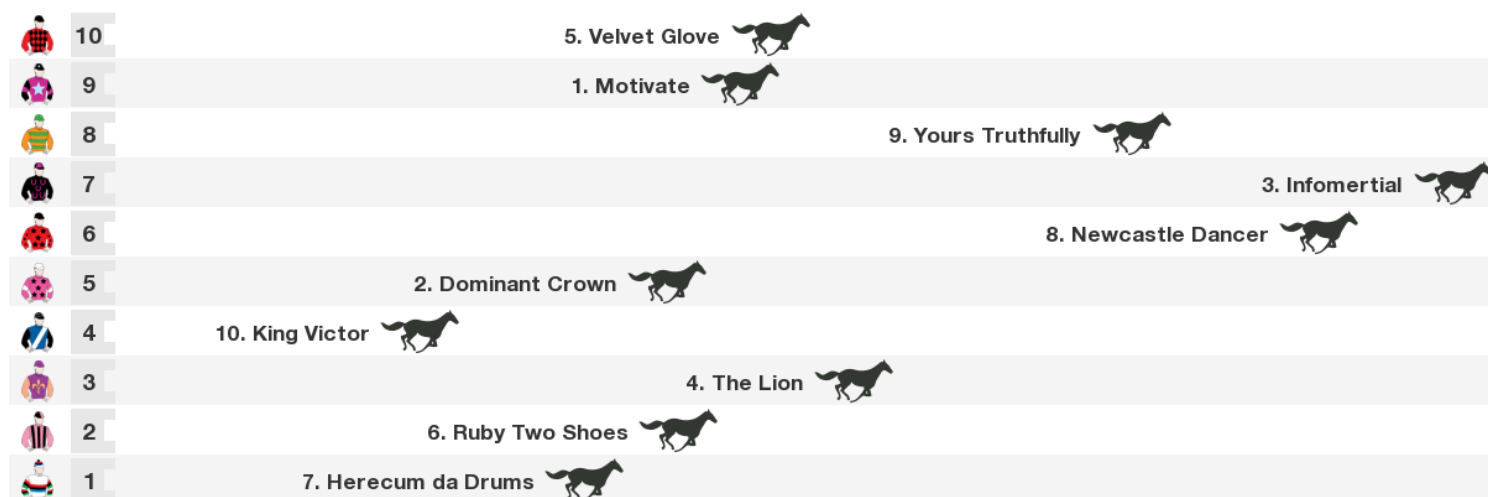 10 5. Velvet Glove
9 1. Motivate
8 9. Yours Truthfully
7 3. Infomertial
6 8. Newcastle Dancer
5 2. Dominant Crown
4 10. King Victor
3 4. The Lion
2 6. Ruby Two Shoes
1 7. Herecum da Drums